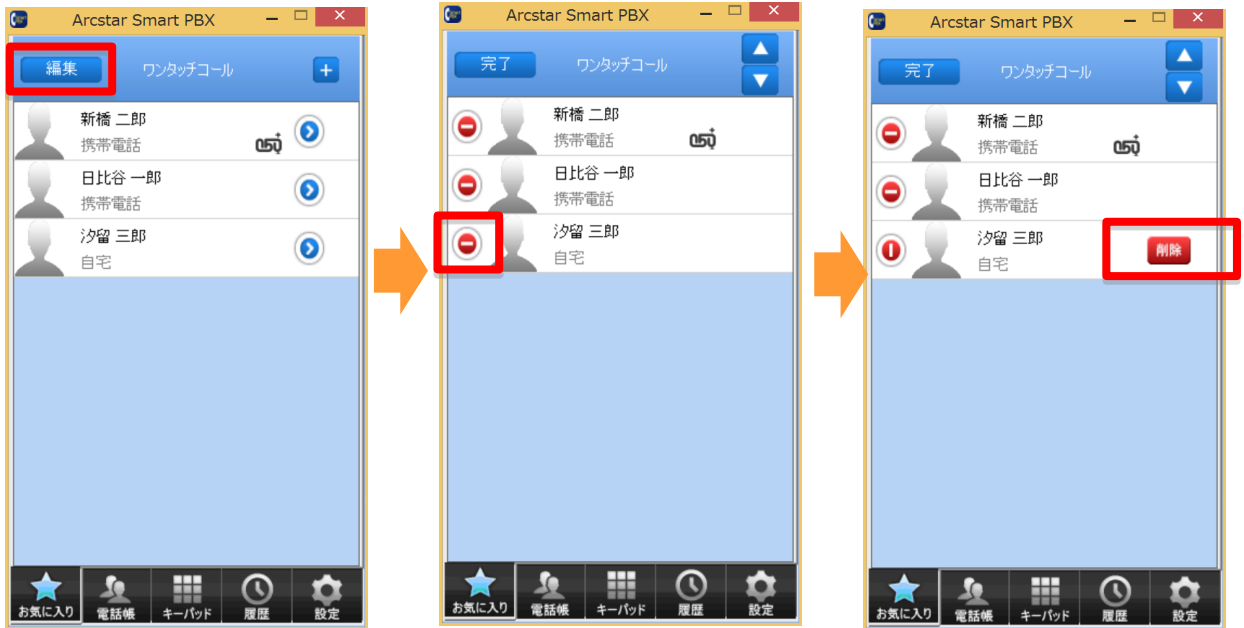 Arcstar Smart PBX
編集
ワンタッチコール
新橋 二郎
携帯電話
050
日比谷 一郎
携帯電話
汐留 三郎
自宅
お気に入り
電話帳
キーパッド
履歴
設定
Arcstar Smart PBX
完了
ワンタッチコール
新橋 二郎
携帯電話
050
日比谷 一郎
携帯電話
汐留 三郎
自宅
お気に入り
電話帳
キーパッド
履歴
設定
Arcstar Smart PBX
完了
ワンタッチコール
新橋 二郎
携帯電話
050
日比谷 一郎
携帯電話
汐留 三郎
自宅
削除
お気に入り
電話帳
キーパッド
履歴
設定